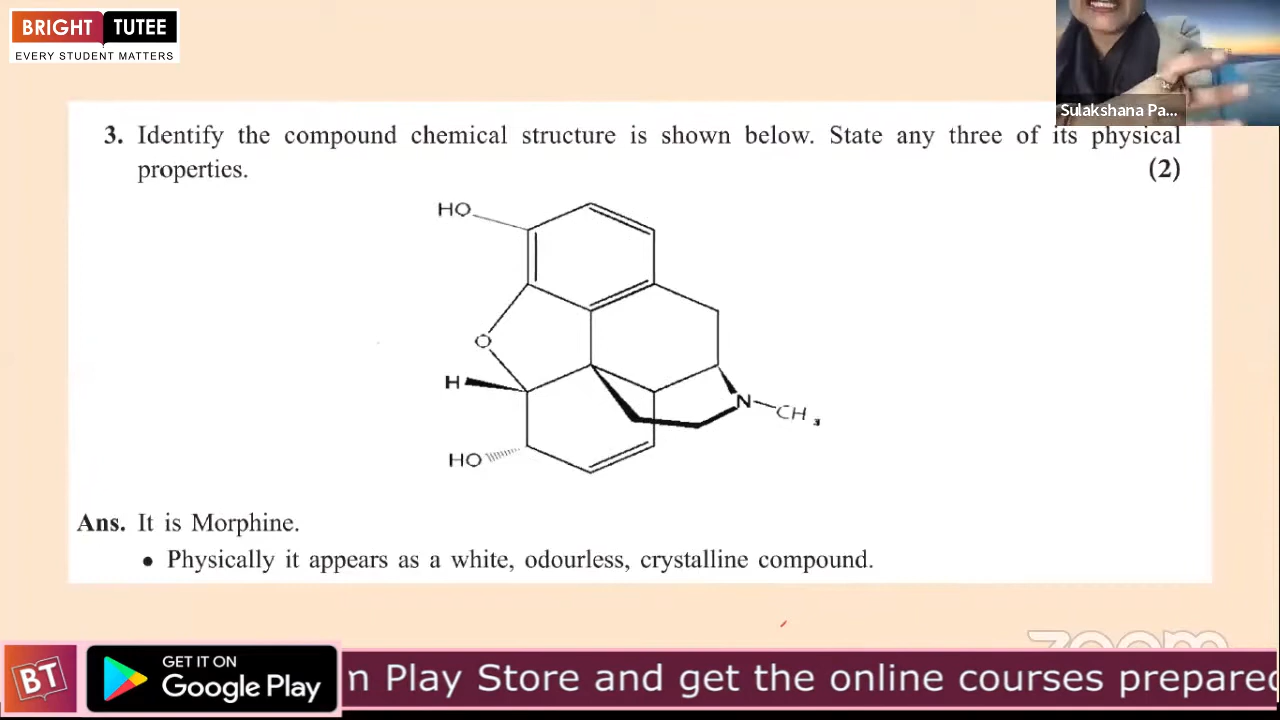 BRIGHT TUTEE
EVERY STUDENT MATTERS
Sulakshana Pa...
3. Identify the compound chemical structure is shown below. State any three of its physical
properties. (2)
HO
O
H
N
CH3
HO
Ans. It is Morphine.
• Physically it appears as a white, odourless, crystalline compound.
zoom
BT
GET IT ON
Google Play
m Play Store and get the online courses prepared